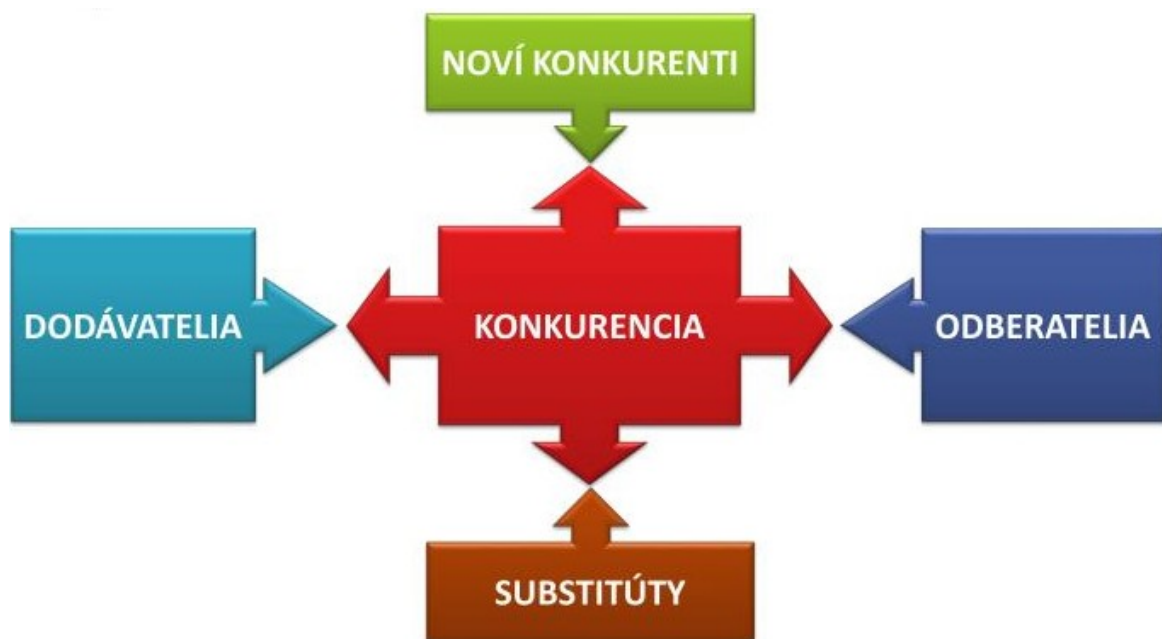 NOVÍ KONKURENTI
DODÁVATELIA
KONKURENCIA
ODBERATELIA
SUBSTITÚTY